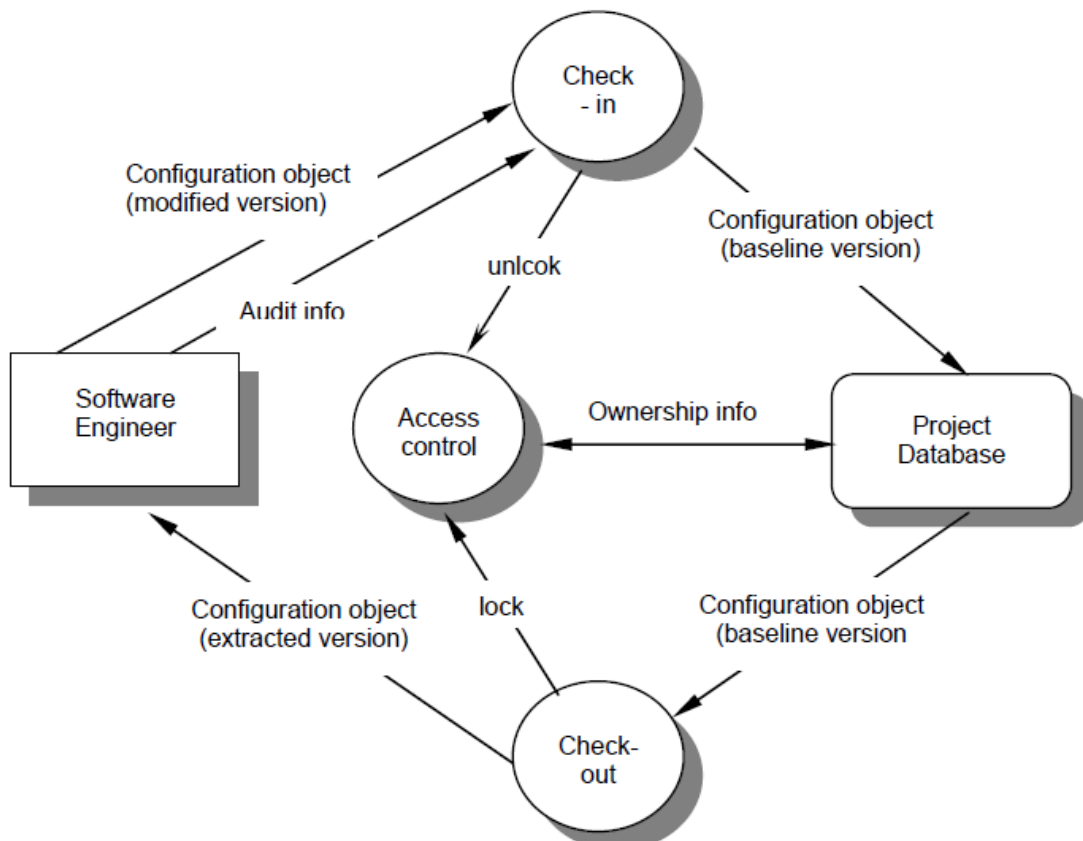 Check
- in
Configuration object
(modified version)
Configuration object
(baseline version)
unlcok
Audit info
Software
Engineer
Access
control
Ownership info
Project
Database
Configuration object
(extracted version)
lock
Configuration object
(baseline version
Check-
out